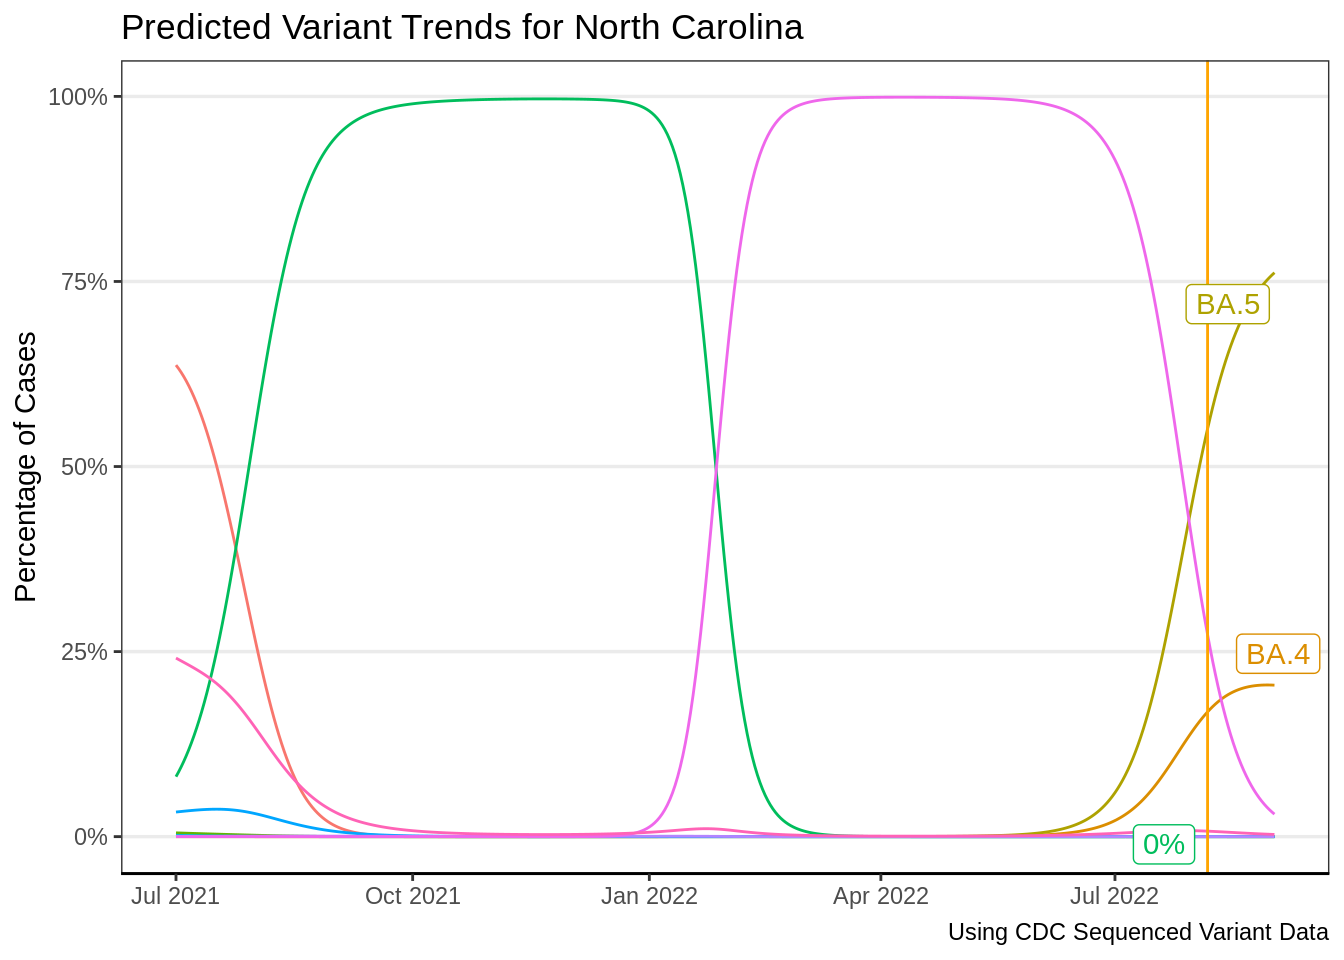 Predicted Variant Trends for North Carolina
Percentage of Cases
100%
75%
50%
25%
0%
BA.5
BA.4
0%
Jul 2021
Oct 2021
Jan 2022
Apr 2022
Jul 2022
Using CDC Sequenced Variant Data